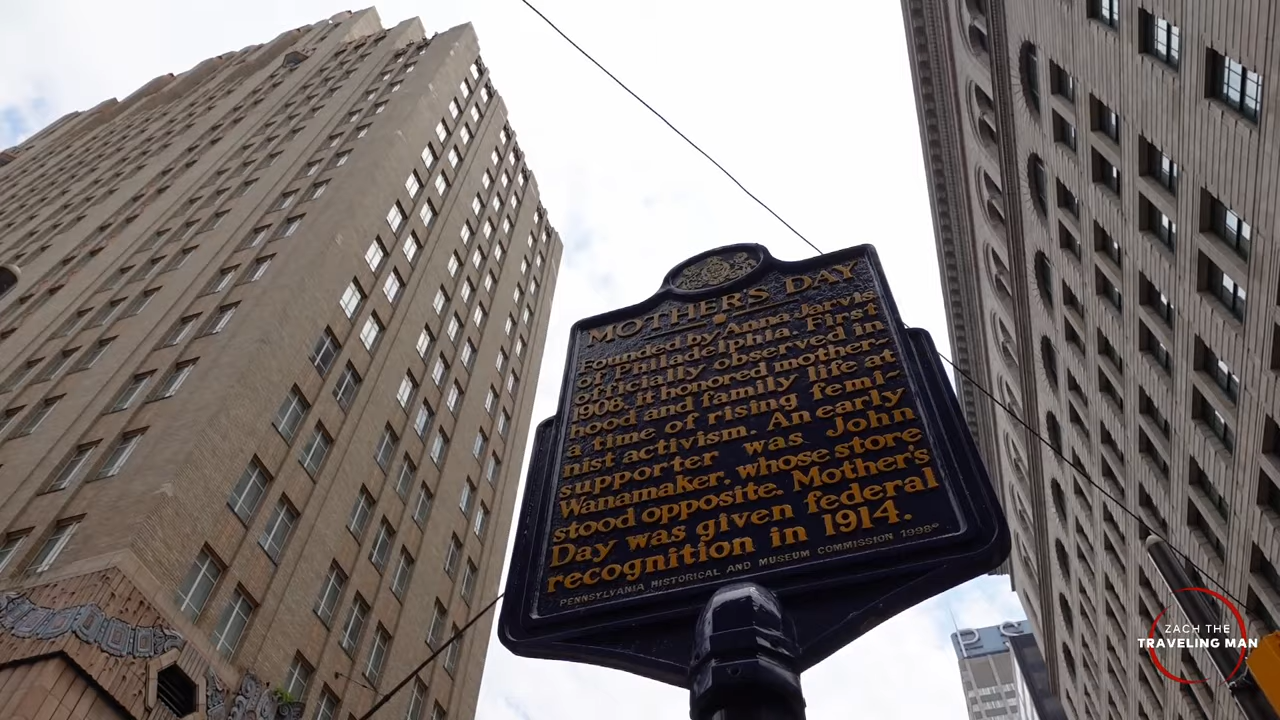 MOTHER'S DAY
Founded by Anna Jarvis
of Philadelphia. First
officially observed in
1908, it honored mother-
hood and family life at
a time of rising femi-
nist activism. An early
supporter was John
Wanamaker, whose store
stood opposite. Mother's
Day was given federal
recognition in 1914.
PENNSYLVANIA HISTORICAL AND MUSEUM COMMISSION 1998
ZACH THE
TRAVELING MAN